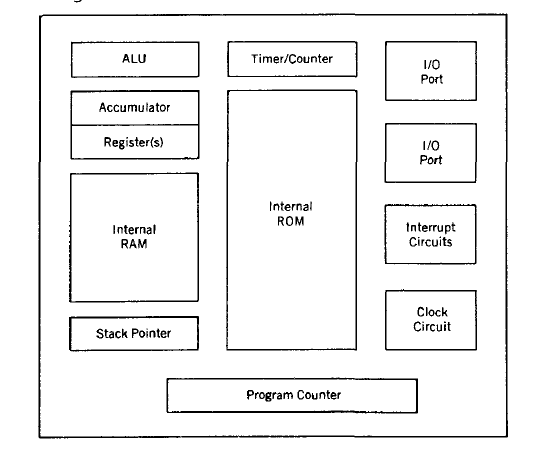 ALU
Accumulator
Register(s)
Internal
RAM
Stack Pointer
Timer/Counter
Internal
ROM
I/O
Port
I/O
Port
Interrupt
Circuits
Clock
Circuit
Program Counter